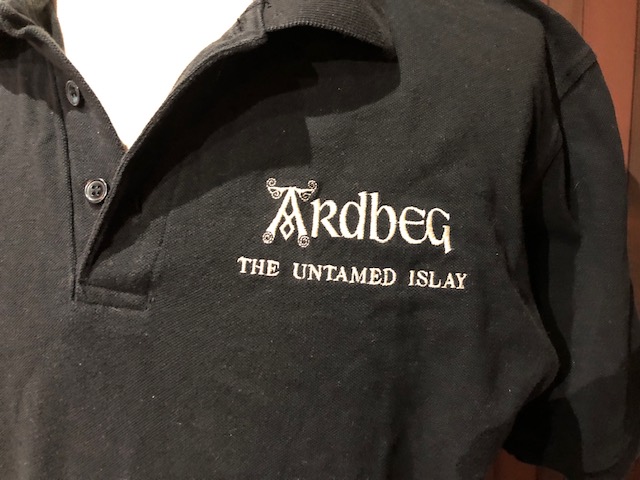 Ardbeg
THE UNTAMED ISLAY